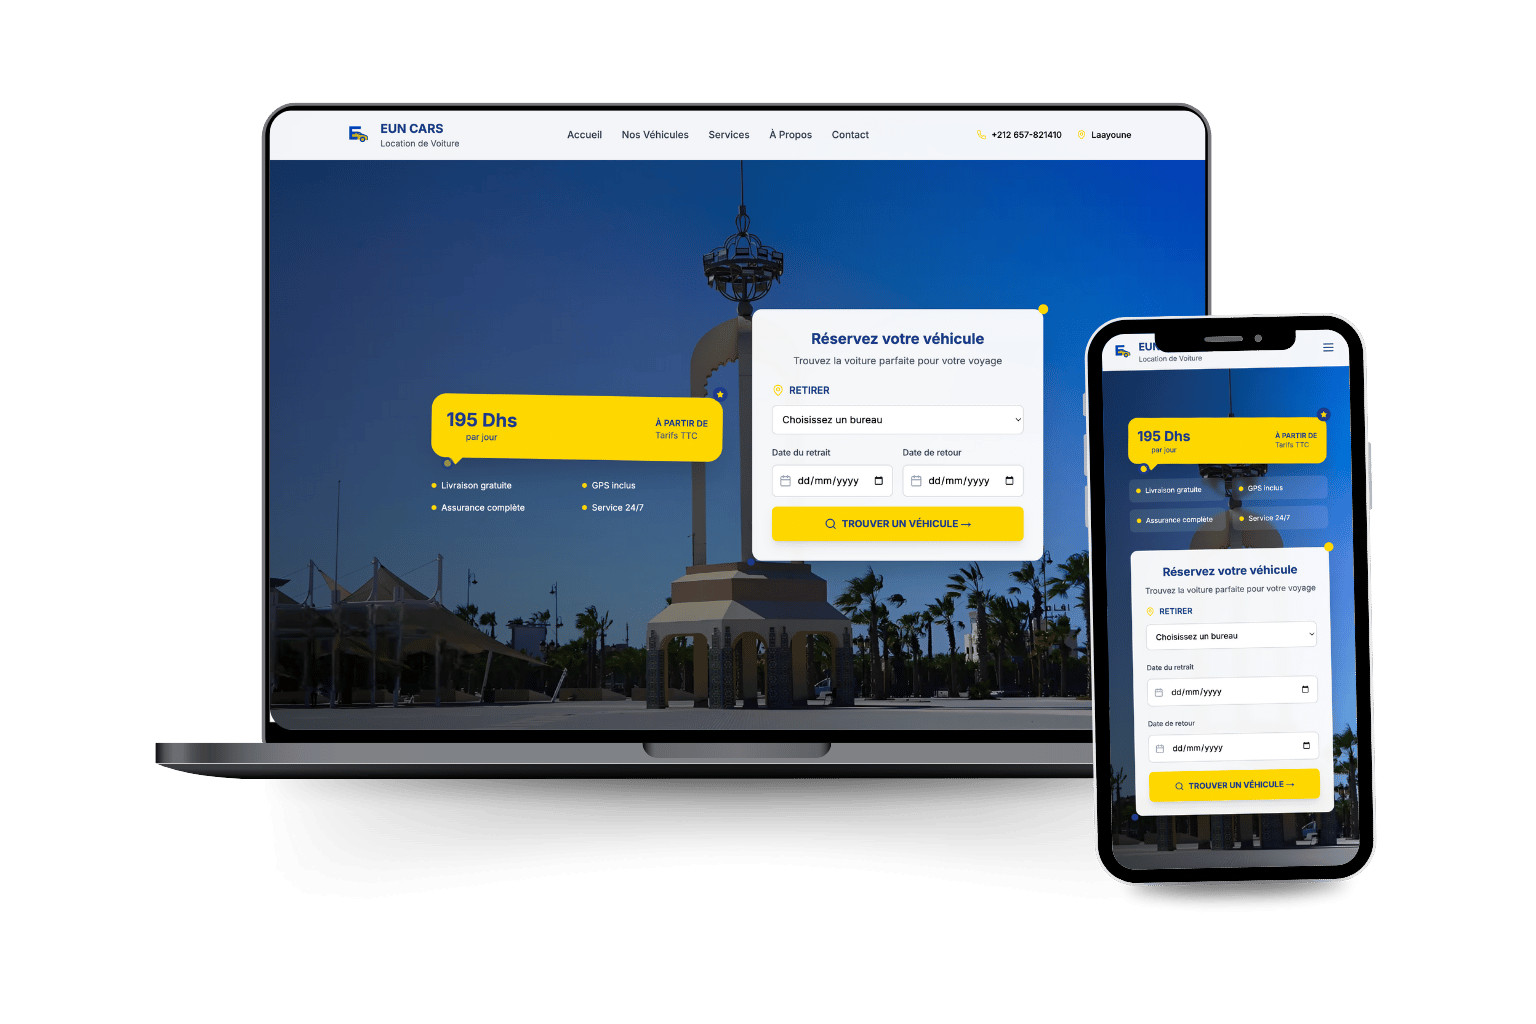 EUN CARS
Location de Voiture
Accueil
Nos Véhicules
Services
À Propos
Contact
+212 657-821410
Laayoune
195 Dhs
par jour
À PARTIR DE
Tarifs TTC
Livraison gratuite
GPS inclus
Assurance complète
Service 24/7
Réservez votre véhicule
Trouvez la voiture parfaite pour votre voyage
RETIRER
Choisissez un bureau
Date du retrait
Date de retour
dd/mm/yyyy
dd/mm/yyyy
TROUVER UN VÉHICULE →
EUN
Location de Voiture
195 Dhs
par jour
À PARTIR DE
Tarifs TTC
Livraison gratuite
GPS inclus
Assurance complète
Service 24/7
Réservez votre véhicule
Trouvez la voiture parfaite pour votre voyage
RETIRER
Choisissez un bureau
Date du retrait
dd/mm/yyyy
Date de retour
dd/mm/yyyy
TROUVER UN VÉHICULE →